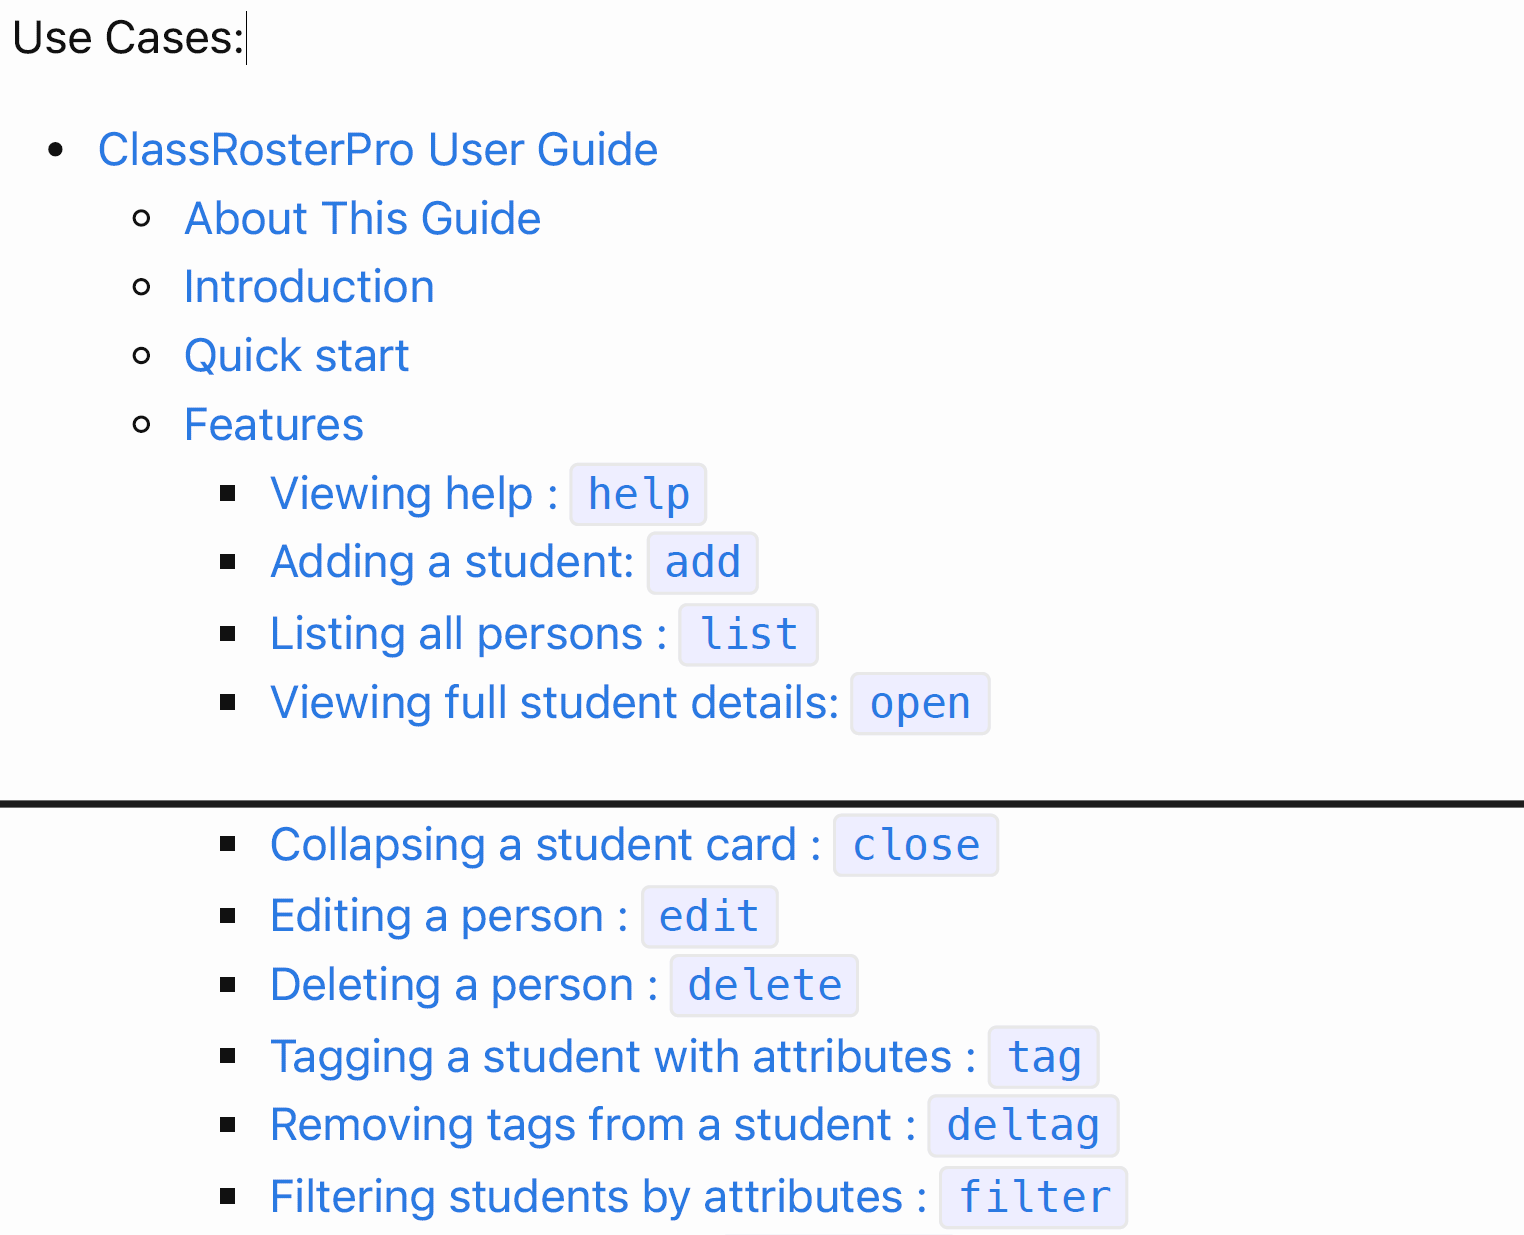 Use Cases:
ClassRosterPro User Guide
About This Guide
Introduction
Quick start
Features
Viewing help : help
Adding a student: add
Listing all persons : list
Viewing full student details: open
Collapsing a student card : close
Editing a person : edit
Deleting a person : delete
Tagging a student with attributes : tag
Removing tags from a student : deltag
Filtering students by attributes : filter